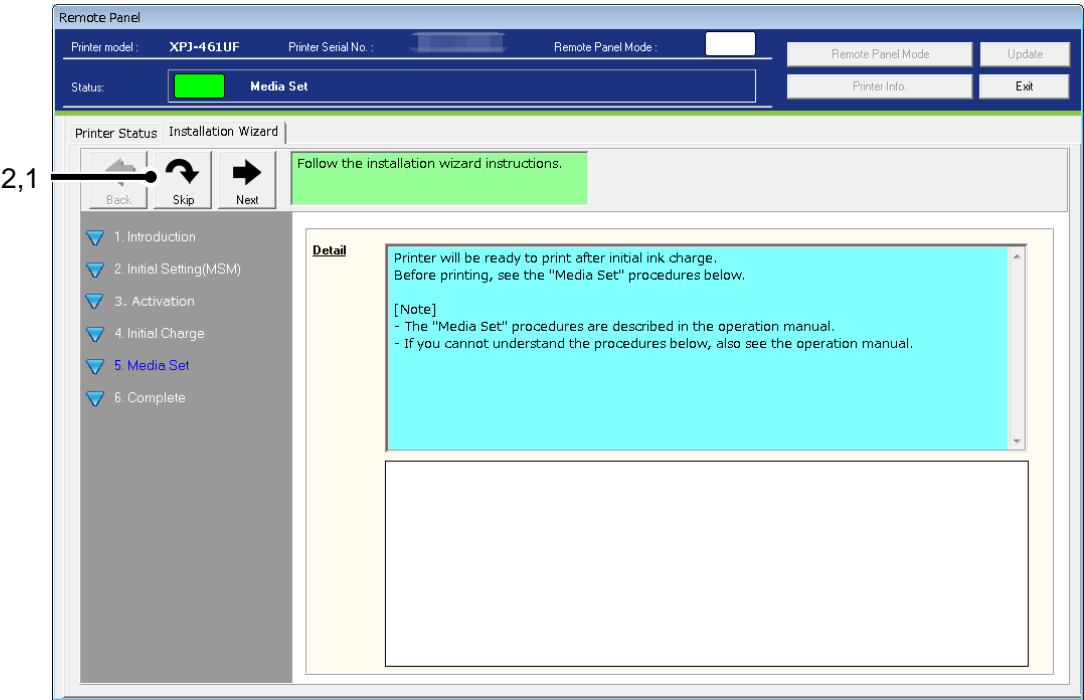 Remote Panel
Printer model : XPJ-461UF Printer Serial No. : Remote Panel Mode :
Remote Panel Mode Update
Status: Media Set
Printer Info. Exit
Printer Status Installation Wizard
Back Skip Next
Follow the installation wizard instructions.
2,1
1. Introduction
2. Initial Setting(MSM)
3. Activation
4. Initial Charge
5. Media Set
6. Complete
Detail
Printer will be ready to print after initial ink charge.
Before printing, see the "Media Set" procedures below.
[Note]
- The "Media Set" procedures are described in the operation manual.
- If you cannot understand the procedures below, also see the operation manual.